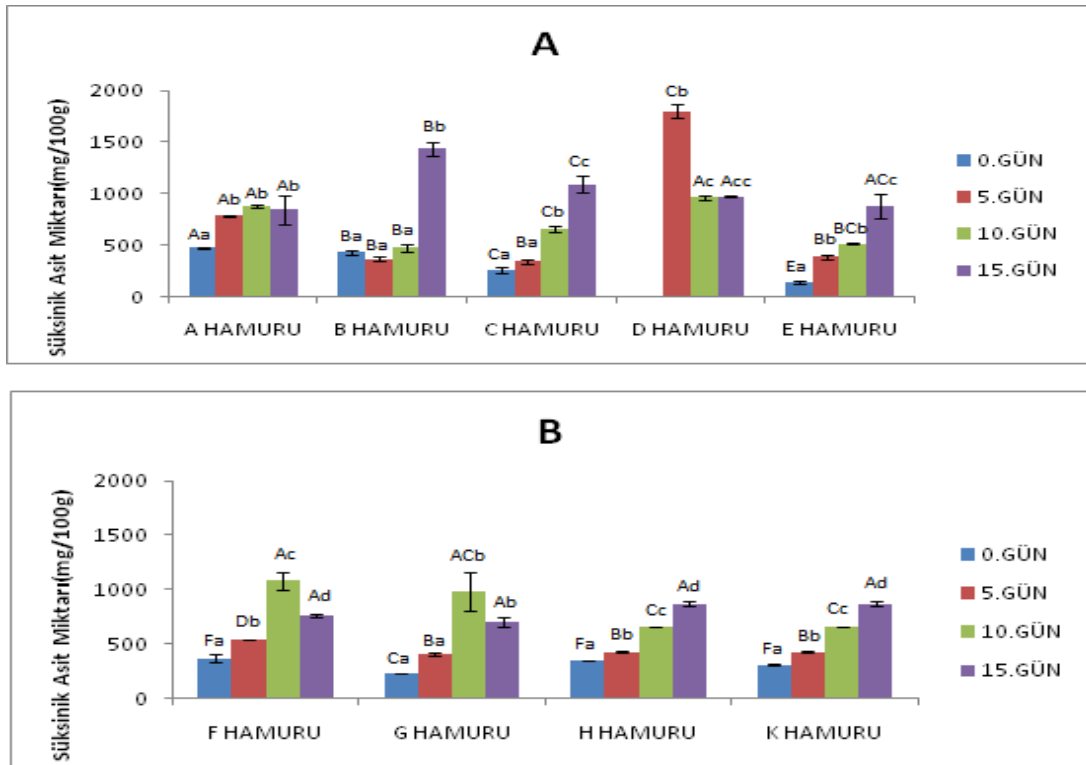 A
Süksinik Asit Miktarı(mg/100g)
2000
1500
1000
500
0
Aa Ab Ab Ab
Ba Ba Ba Bb
Ca Ba Cb Cc
Cb Ac Acc
Ea Bb BCb ACc
A HAMURU B HAMURU C HAMURU D HAMURU E HAMURU
0.GÜN
5.GÜN
10.GÜN
15.GÜN
B
Süksinik Asit Miktarı(mg/100g)
2000
1500
1000
500
0
Fa Db Ac Ad
Ca Ba ACb Ab
Fa Bb Cc Ad
Fa Bb Cc Ad
F HAMURU G HAMURU H HAMURU K HAMURU
0.GÜN
5.GÜN
10.GÜN
15.GÜN